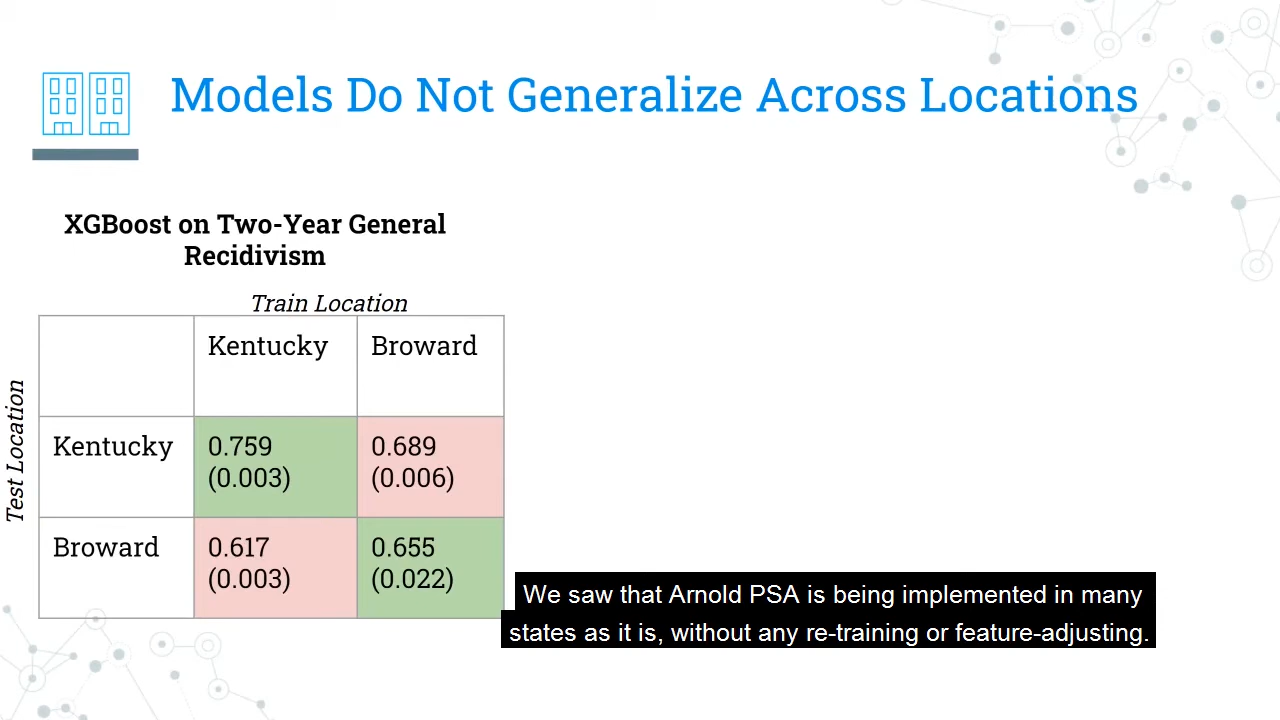 Models Do Not Generalize Across Locations
XGBoost on Two-Year General
Recidivism
Train Location
Test Location
Kentucky Broward
Kentucky 0.759 0.689
(0.003) (0.006)
Broward 0.617 0.655
(0.003) (0.022)
We saw that Arnold PSA is being implemented in many
states as it is, without any re-training or feature-adjusting.